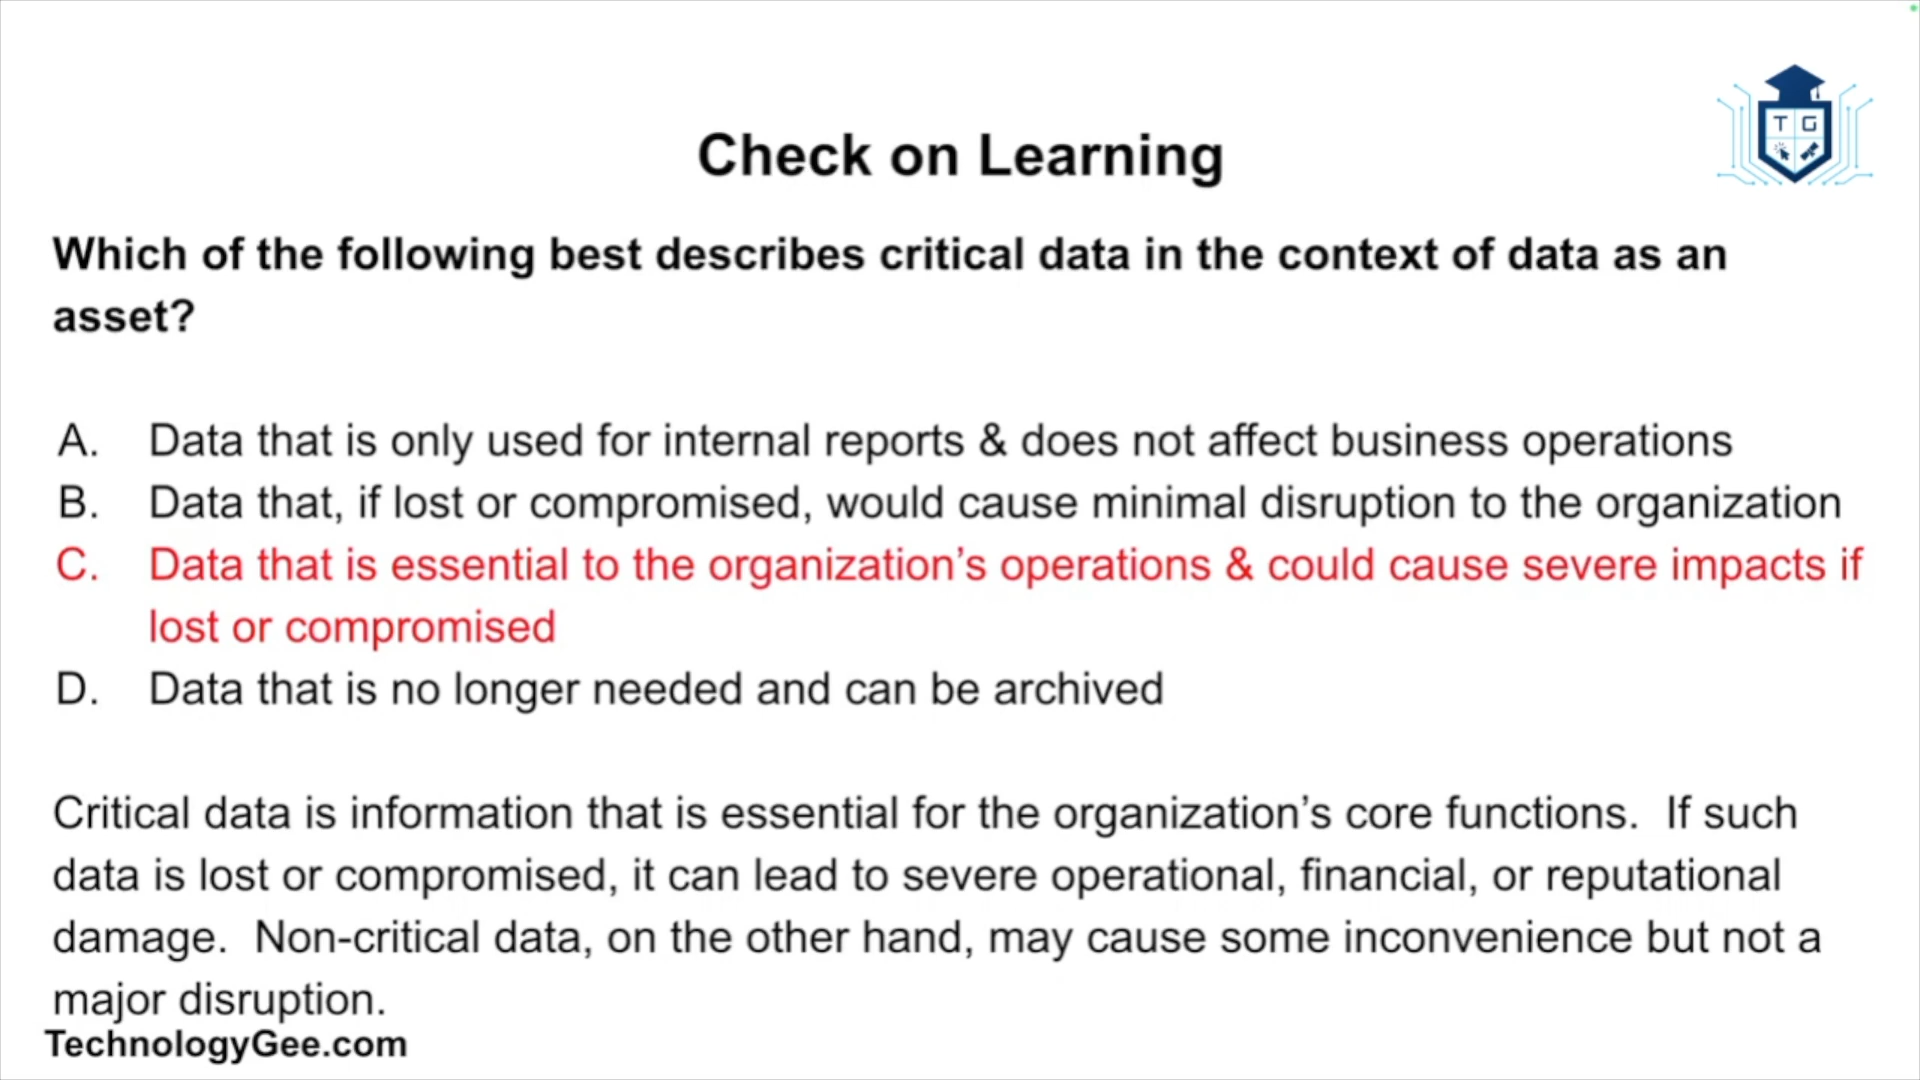 T G
Check on Learning
Which of the following best describes critical data in the context of data as an
asset?
A. Data that is only used for internal reports & does not affect business operations
B. Data that, if lost or compromised, would cause minimal disruption to the organization
C. Data that is essential to the organization’s operations & could cause severe impacts if
lost or compromised
D. Data that is no longer needed and can be archived
Critical data is information that is essential for the organization’s core functions.  If such
data is lost or compromised, it can lead to severe operational, financial, or reputational
damage.  Non-critical data, on the other hand, may cause some inconvenience but not a
major disruption.
TechnologyGee.com